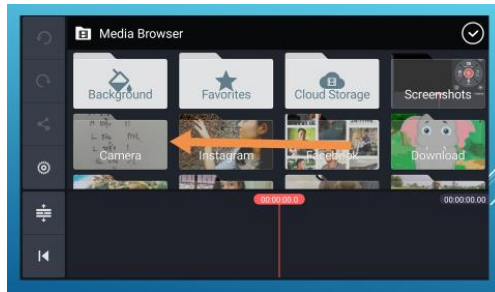 Media Browser
Background
Favorites
Cloud Storage
Screenshots
Camera
Instagram
Facebook
Download
00:00:00.0
00:00:00.00